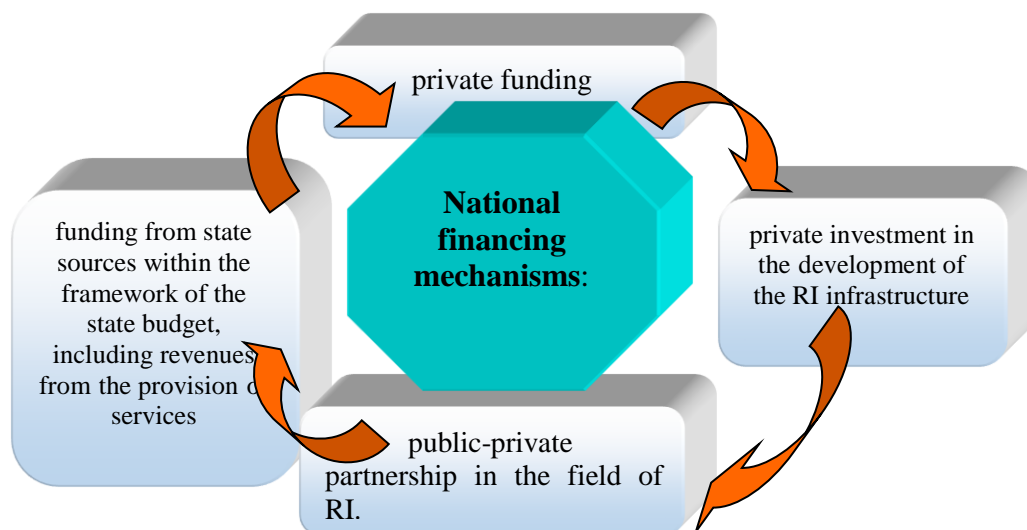 private funding
National
financing
mechanisms:
funding from state
sources within the
framework of the
state budget,
including revenues
from the provision o
services
private investment in
the development of
the RI infrastructure
public-private
partnership in the field of
RI.